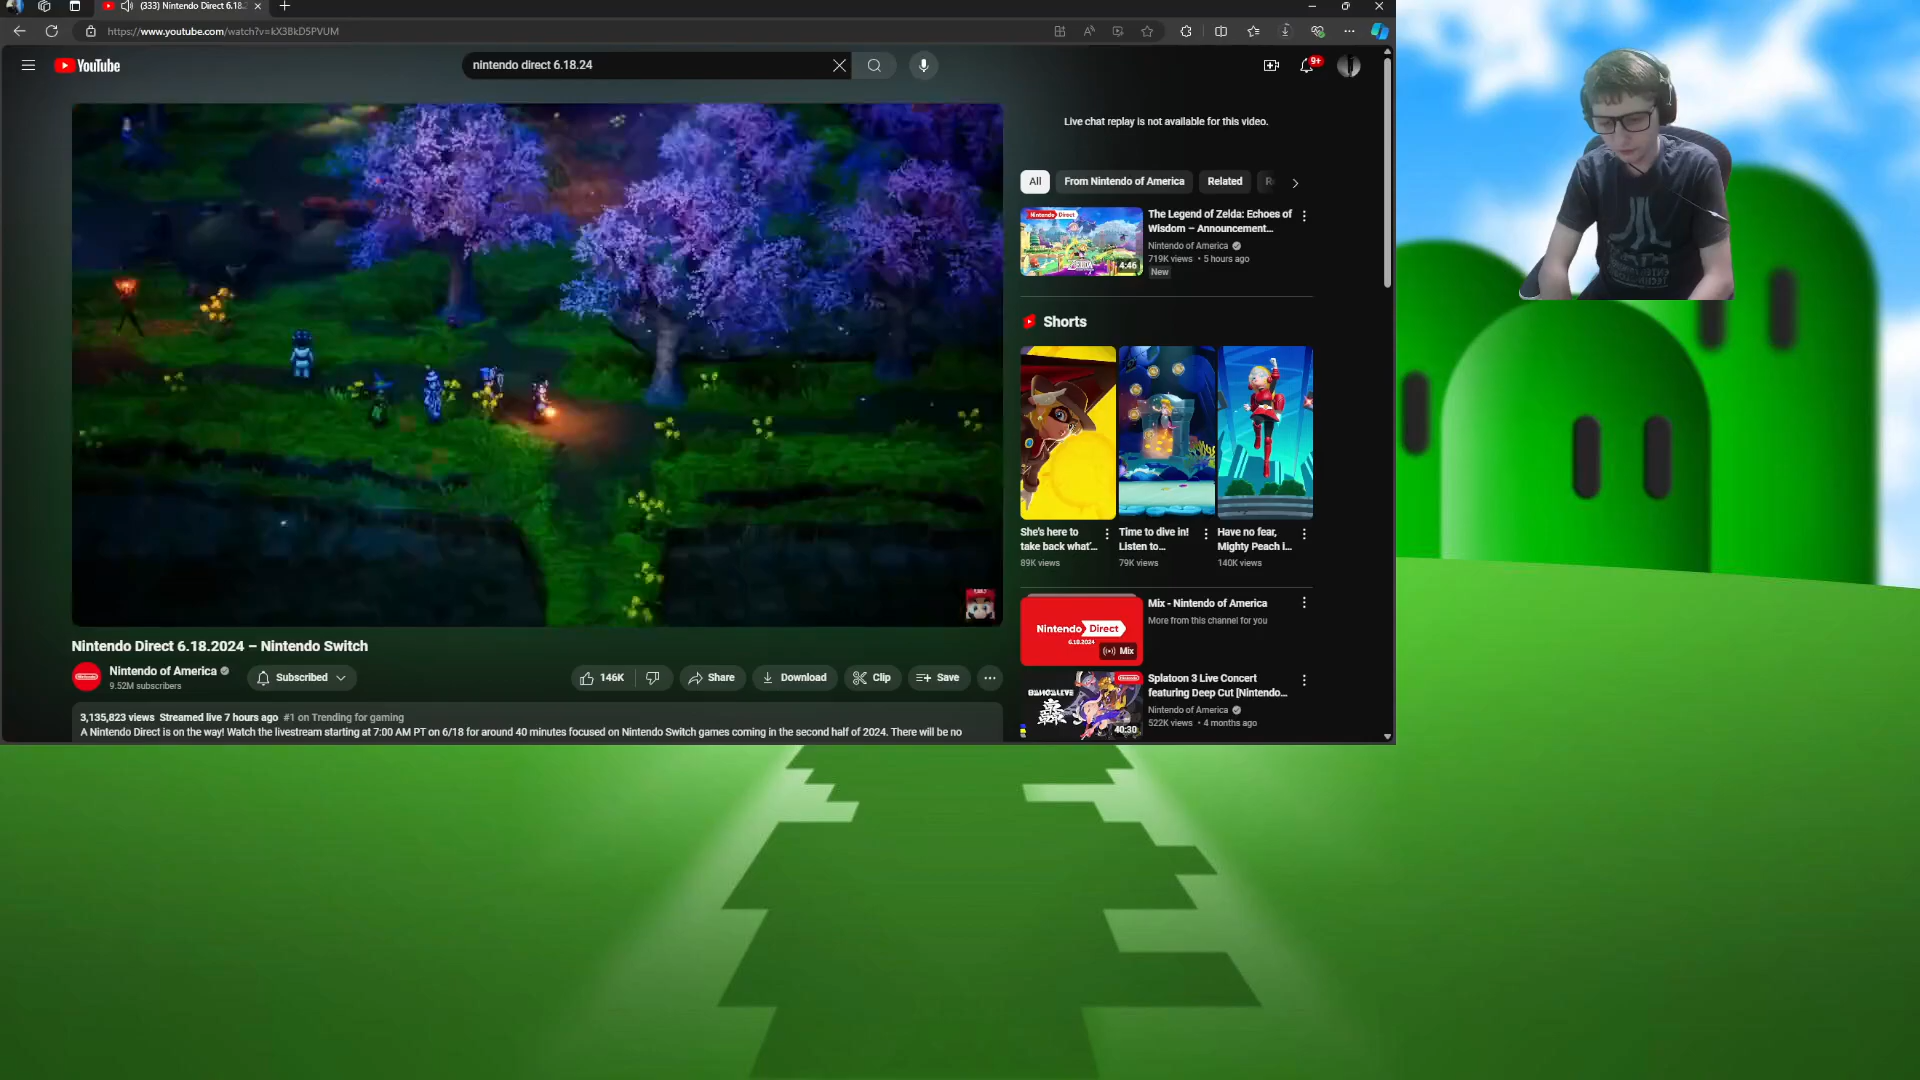 (333) Nintendo Direct 6.18.2
https://www.youtube.com/watch?v=kX3BkD5PVUM
YouTube
nintendo direct 6.18.24
9+
Live chat replay is not available for this video.
All
From Nintendo of America
Related
Nintendo Direct
ZELDA
4:46
The Legend of Zelda: Echoes of
Wisdom – Announcement...
Nintendo of America
719K views • 5 hours ago
New
Shorts
She's here to
take back what'...
89K views
Time to dive in!
Listen to...
79K views
Have no fear,
Mighty Peach i...
140K views
Nintendo Direct
6.18.2024
Mix
Mix - Nintendo of America
More from this channel for you
40:30
Splatoon 3 Live Concert
featuring Deep Cut [Nintendo...
Nintendo of America
522K views • 4 months ago
Nintendo Direct 6.18.2024 – Nintendo Switch
Nintendo of America
9.52M subscribers
Subscribed
146K
Share
Download
Clip
Save
3,135,823 views Streamed live 7 hours ago #1 on Trending for gaming
A Nintendo Direct is on the way! Watch the livestream starting at 7:00 AM PT on 6/18 for around 40 minutes focused on Nintendo Switch games coming in the second half of 2024. There will be no